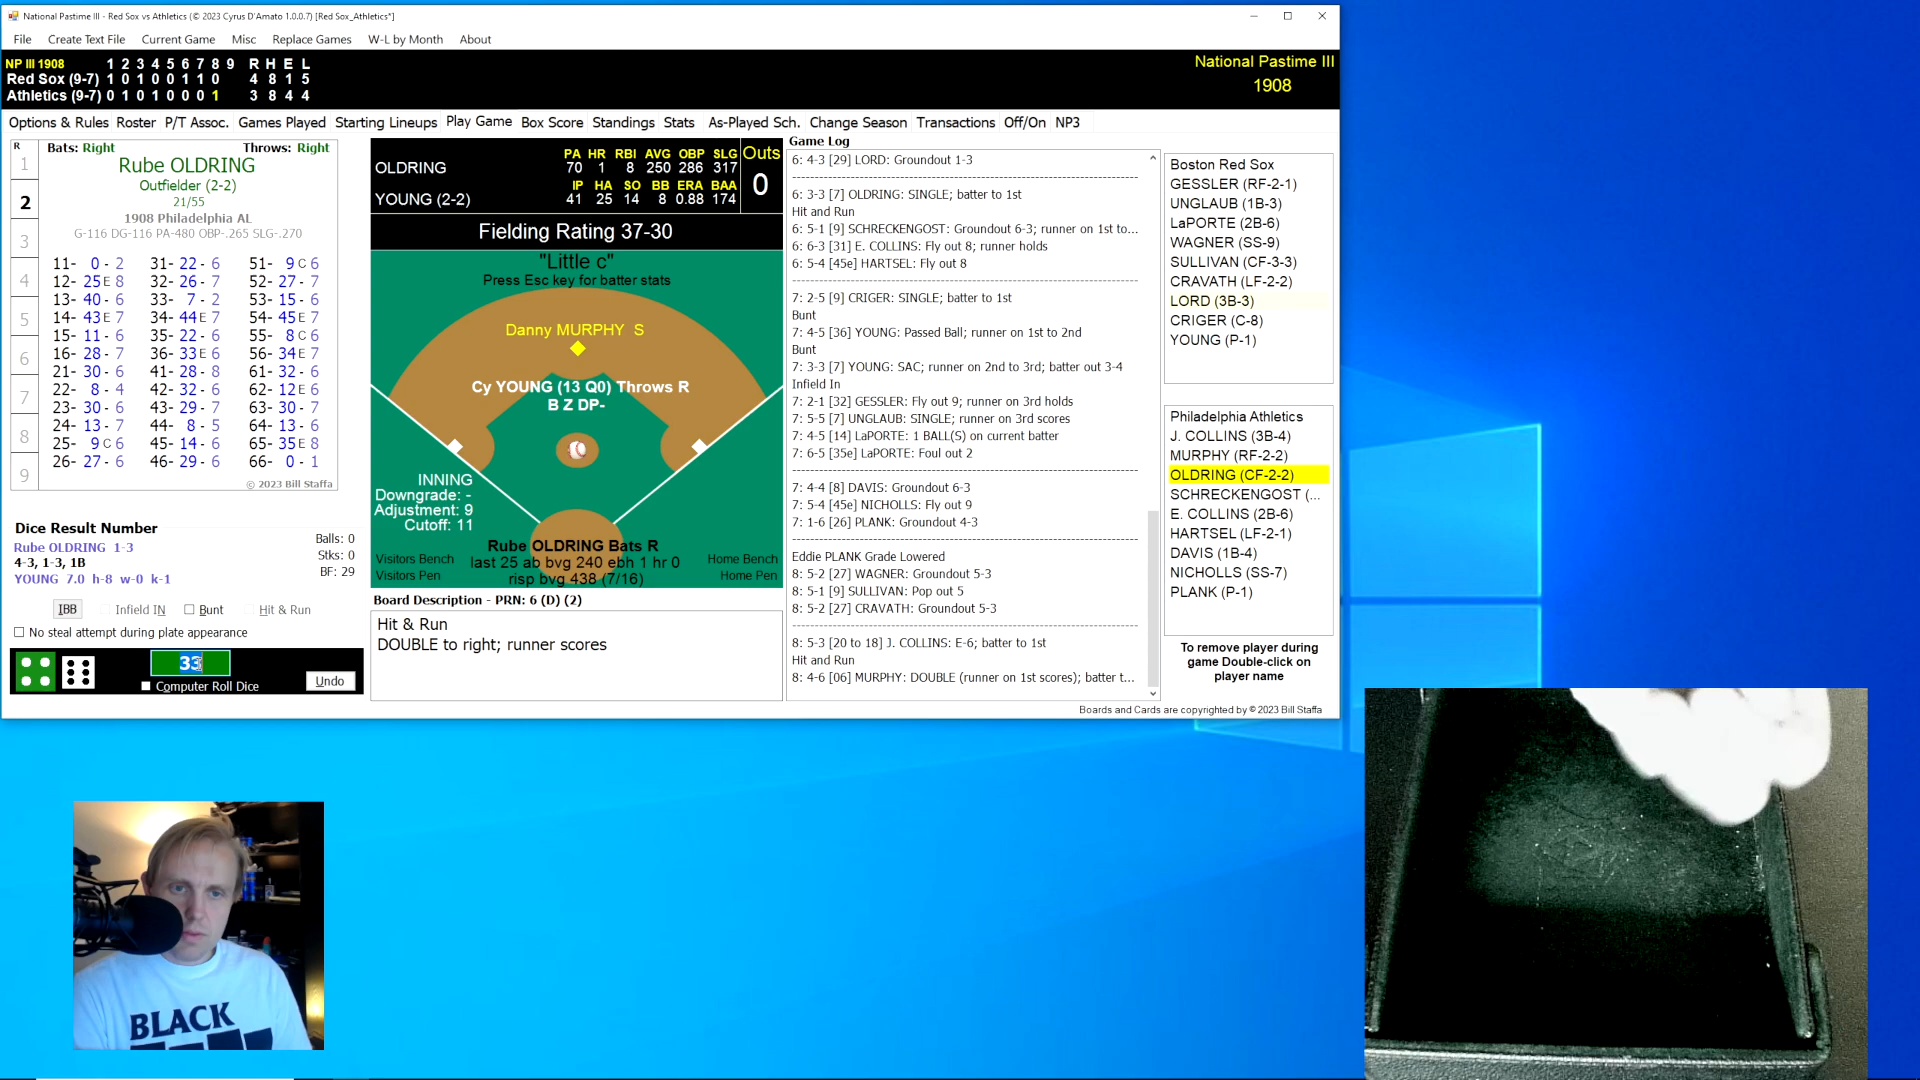 National Pastime III - Red Sox vs Athletics (© 2023 Cyrus D'Amato 1.0.0.7) [Red Sox_Athletics*]
File Create Text File Current Game Misc Replace Games W-L by Month About
NP III 1908 1 2 3 4 5 6 7 8 9 R H E L
Red Sox (9-7) 1 0 1 0 0 1 1 0 4 8 1 5
Athletics (9-7) 0 1 0 1 0 0 0 1 3 8 4 4
National Pastime III
1908
Options & Rules Roster P/T Assoc. Games Played Starting Lineups Play Game Box Score Standings Stats As-Played Sch. Change Season Transactions Off/On NP3
R
1
2
3
4
5
6
7
8
9
Bats: Right Throws: Right
Rube OLDRING
Outfielder (2-2)
21/55
1908 Philadelphia AL
G-116 DG-116 PA-480 OBP-.265 SLG-.270
11- 0 - 2 31- 22 - 6 51- 9 C 6
12- 25 E 8 32- 26 - 7 52- 27 - 7
13- 40 - 6 33- 7 - 2 53- 15 - 6
14- 43 E 7 34- 44 E 7 54- 45 E 7
15- 11 - 6 35- 22 - 6 55- 8 C 6
16- 28 - 7 36- 33 E 6 56- 34 E 7
21- 30 - 6 41- 28 - 8 61- 32 - 6
22- 8 - 4 42- 32 - 6 62- 12 E 6
23- 30 - 6 43- 29 - 7 63- 30 - 7
24- 13 - 7 44- 8 - 5 64- 13 - 6
25- 9 C 6 45- 14 - 6 65- 35 E 8
26- 27 - 6 46- 29 - 6 66- 0 - 1
© 2023 Bill Staffa
Dice Result Number
Rube OLDRING 1-3
4-3, 1-3, 1B
YOUNG 7.0 h-8 w-0 k-1
Balls: 0
Stks: 0
BF: 29
IBB Infield IN Bunt Hit & Run
No steal attempt during plate appearance
33
Computer Roll Dice
Undo
PA HR RBI AVG OBP SLG
OLDRING 70 1 8 250 286 317
IP HA SO BB ERA BAA
YOUNG (2-2) 41 25 14 8 0.88 174
Outs
0
Fielding Rating 37-30
"Little c"
Press Esc key for batter stats
Danny MURPHY S
Cy YOUNG (13 Q0) Throws R
B Z DP-
INNING
Downgrade: -
Adjustment: 9
Cutoff: 11
Visitors Bench
Visitors Pen
Rube OLDRING Bats R
last 25 ab bvg 240 ebh 1 hr 0
risp bvg 438 (7/16)
Home Bench
Home Pen
Board Description - PRN: 6 (D) (2)
Hit & Run
DOUBLE to right; runner scores
Game Log
6: 4-3 [29] LORD: Groundout 1-3
6: 3-3 [7] OLDRING: SINGLE; batter to 1st
Hit and Run
6: 5-1 [9] SCHRECKENGOST: Groundout 6-3; runner on 1st to...
6: 6-3 [31] E. COLLINS: Fly out 8; runner holds
6: 5-4 [45e] HARTSEL: Fly out 8
7: 2-5 [9] CRIGER: SINGLE; batter to 1st
Bunt
7: 4-5 [36] YOUNG: Passed Ball; runner on 1st to 2nd
Bunt
7: 3-3 [7] YOUNG: SAC; runner on 2nd to 3rd; batter out 3-4
Infield In
7: 2-1 [32] GESSLER: Fly out 9; runner on 3rd holds
7: 5-5 [7] UNGLAUB: SINGLE; runner on 3rd scores
7: 4-5 [14] LaPORTE: 1 BALL(S) on current batter
7: 6-5 [35e] LaPORTE: Foul out 2
7: 4-4 [8] DAVIS: Groundout 6-3
7: 5-4 [45e] NICHOLLS: Fly out 9
7: 1-6 [26] PLANK: Groundout 4-3
Eddie PLANK Grade Lowered
8: 5-2 [27] WAGNER: Groundout 5-3
8: 5-1 [9] SULLIVAN: Pop out 5
8: 5-2 [27] CRAVATH: Groundout 5-3
8: 5-3 [20 to 18] J. COLLINS: E-6; batter to 1st
Hit and Run
8: 4-6 [06] MURPHY: DOUBLE (runner on 1st scores); batter t...
Boston Red Sox
GESSLER (RF-2-1)
UNGLAUB (1B-3)
LaPORTE (2B-6)
WAGNER (SS-9)
SULLIVAN (CF-3-3)
CRAVATH (LF-2-2)
LORD (3B-3)
CRIGER (C-8)
YOUNG (P-1)
Philadelphia Athletics
J. COLLINS (3B-4)
MURPHY (RF-2-2)
OLDRING (CF-2-2)
SCHRECKENGOST (...
E. COLLINS (2B-6)
HARTSEL (LF-2-1)
DAVIS (1B-4)
NICHOLLS (SS-7)
PLANK (P-1)
To remove player during
game Double-click on
player name
Boards and Cards are copyrighted by © 2023 Bill Staffa
BLACK